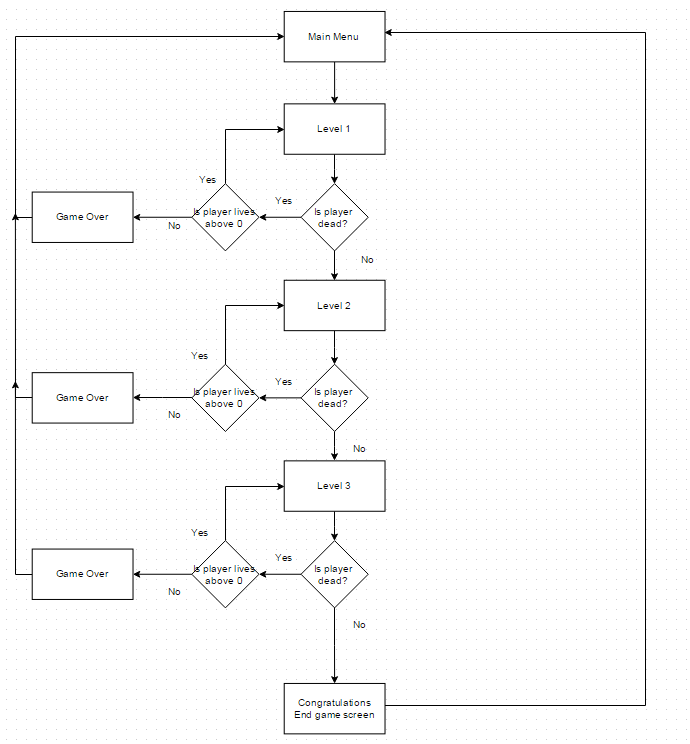 Main Menu
Level 1
Yes
Game Over
Is player lives
above 0
Yes
Is player
dead?
No
No
Level 2
Yes
Game Over
Is player lives
above 0
Yes
Is player
dead?
No
No
Level 3
Yes
Game Over
Is player lives
above 0
Yes
Is player
dead?
No
No
Congratulations
End game screen